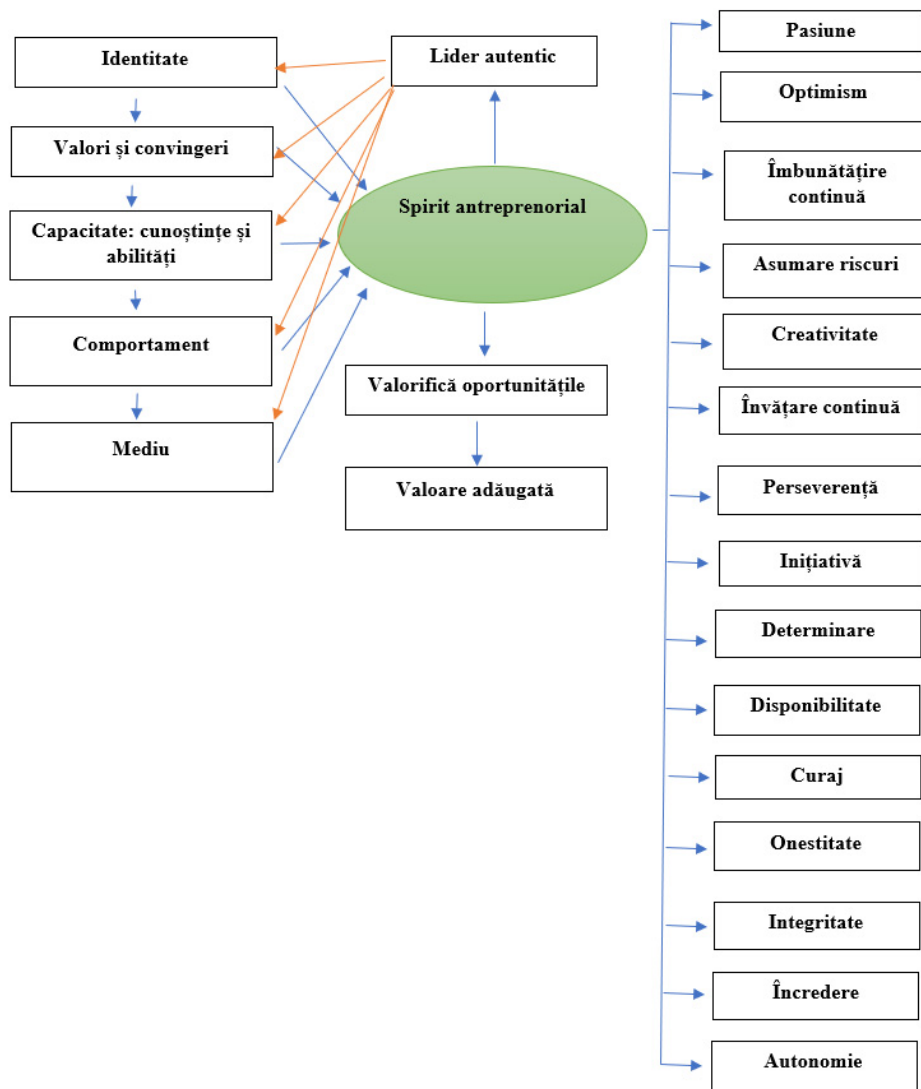 Identitate
Valori și convingeri
Capacitate: cunoștințe și
abilități
Comportament
Mediu
Lider autentic
Spirit antreprenorial
Valorifică oportunitățile
Valoare adăugată
Pasiune
Optimism
Îmbunătățire
continuă
Asumare riscuri
Creativitate
Învățare continuă
Perseverență
Inițiativă
Determinare
Disponibilitate
Curaj
Onestitate
Integritate
Încredere
Autonomie